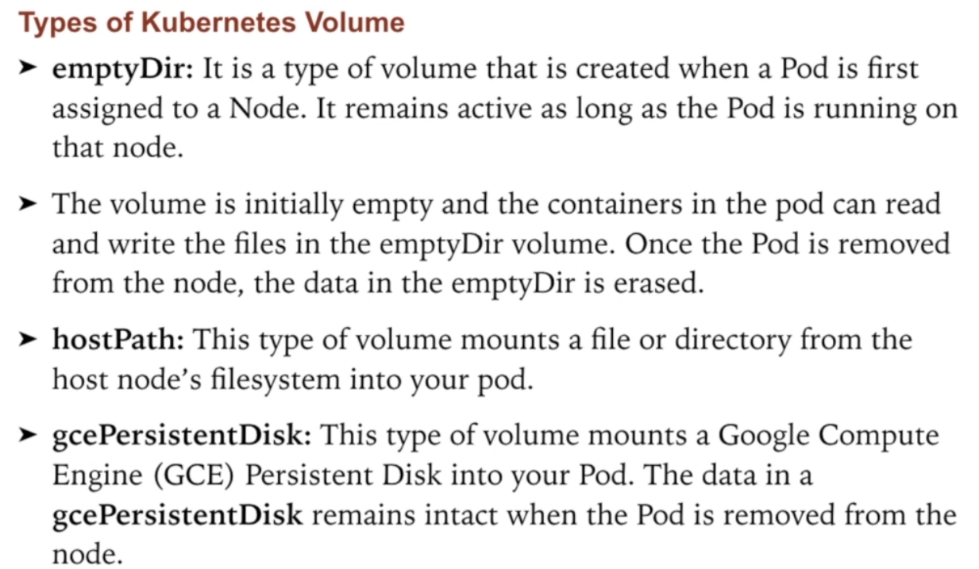 Types of Kubernetes Volume
➤ emptyDir: It is a type of volume that is created when a Pod is first
assigned to a Node. It remains active as long as the Pod is running on
that node.
➤ The volume is initially empty and the containers in the pod can read
and write the files in the emptyDir volume. Once the Pod is removed
from the node, the data in the emptyDir is erased.
➤ hostPath: This type of volume mounts a file or directory from the
host node’s filesystem into your pod.
➤ gcePersistentDisk: This type of volume mounts a Google Compute
Engine (GCE) Persistent Disk into your Pod. The data in a
gcePersistentDisk remains intact when the Pod is removed from the
node.